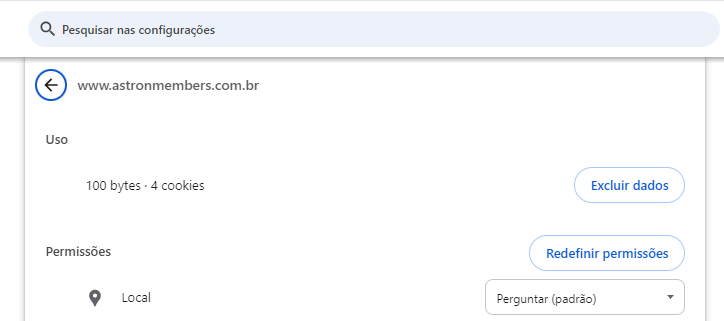 Pesquisar nas configurações
www.astronmembers.com.br
Uso
100 bytes · 4 cookies
Excluir dados
Permissões
Redefinir permissões
Local
Perguntar (padrão)